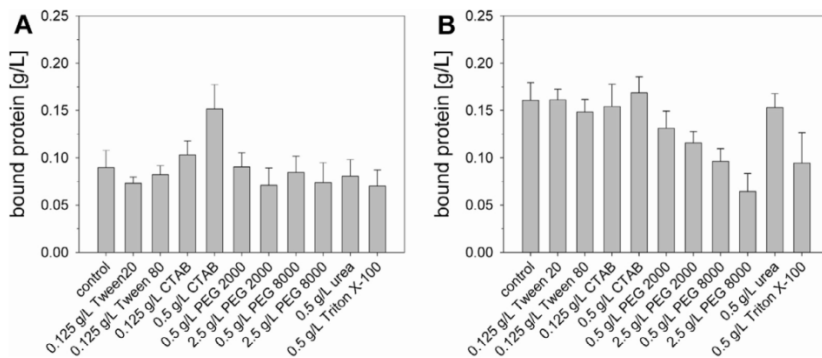 A
bound protein [g/L]
0.25
0.20
0.15
0.10
0.05
0.00
control
0.125 g/L Tween20
0.125 g/L Tween 80
0.125 g/L CTAB
0.5 g/L CTAB
0.5 g/L PEG 2000
2.5 g/L PEG 2000
0.5 g/L PEG 8000
2.5 g/L PEG 8000
0.5 g/L urea
0.5 g/L Triton X-100
B
bound protein [g/L]
0.25
0.20
0.15
0.10
0.05
0.00
control
0.125 g/L Tween 20
0.125 g/L Tween 80
0.125 g/L CTAB
0.5 g/L CTAB
0.5 g/L PEG 2000
2.5 g/L PEG 2000
0.5 g/L PEG 8000
2.5 g/L PEG 8000
0.5 g/L urea
0.5 g/L Triton X-100